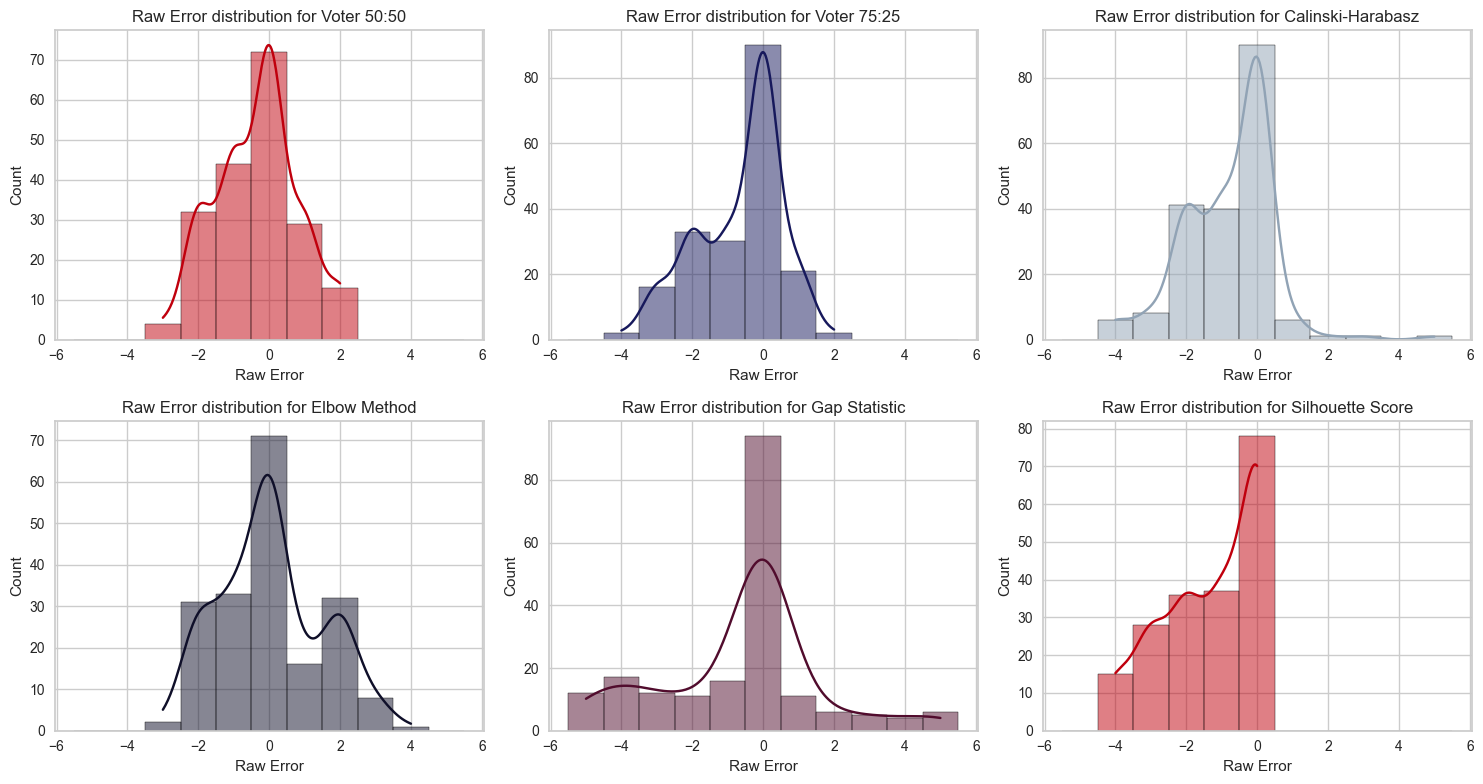 Raw Error distribution for Voter 50:50
Count
70
60
50
40
30
20
10
0
−6 −4 −2 0 2 4 6
Raw Error
Raw Error distribution for Voter 75:25
Count
80
60
40
20
0
−6 −4 −2 0 2 4 6
Raw Error
Raw Error distribution for Calinski-Harabasz
Count
80
60
40
20
0
−6 −4 −2 0 2 4 6
Raw Error
Raw Error distribution for Elbow Method
Count
70
60
50
40
30
20
10
0
−6 −4 −2 0 2 4 6
Raw Error
Raw Error distribution for Gap Statistic
Count
80
60
40
20
0
−6 −4 −2 0 2 4 6
Raw Error
Raw Error distribution for Silhouette Score
Count
80
70
60
50
40
30
20
10
0
−6 −4 −2 0 2 4 6
Raw Error